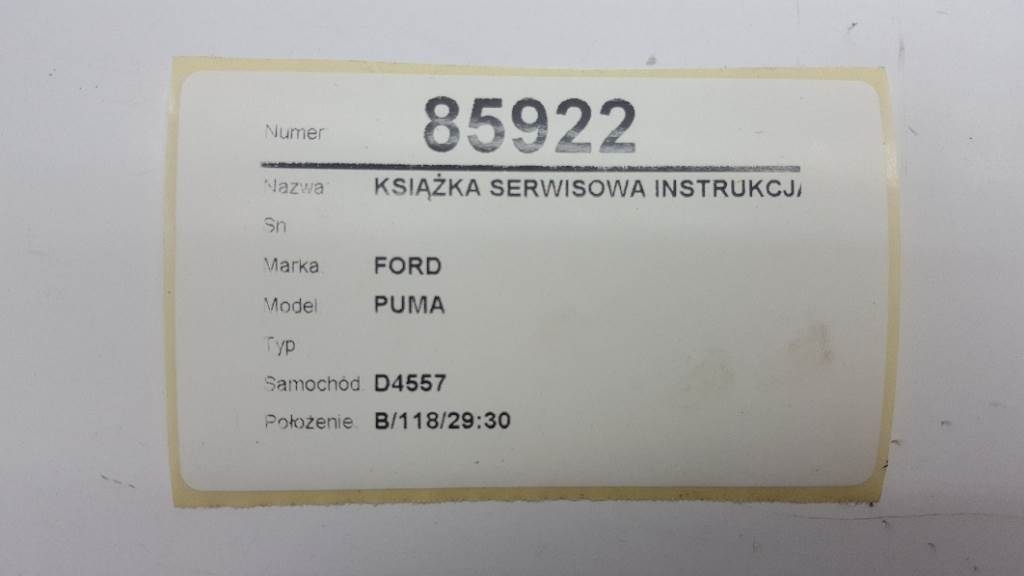 Numer: 85922
Nazwa: KSIĄŻKA SERWISOWA INSTRUKCJA
Sn
Marka: FORD
Model: PUMA
Typ
Samochód: D4557
Położenie: B/118/29:30